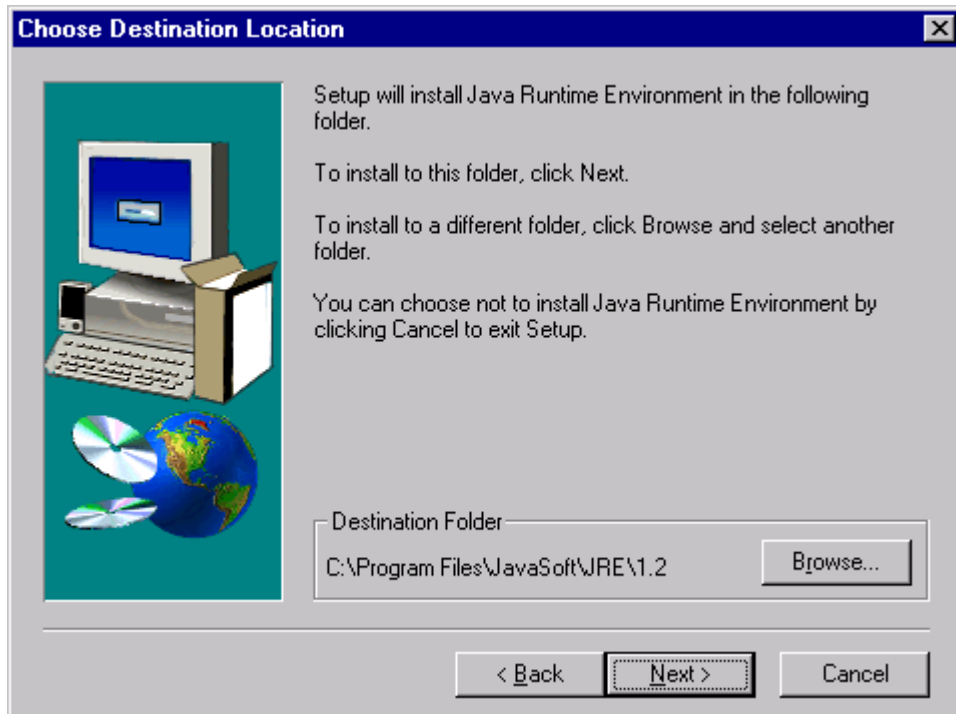 Choose Destination Location
Setup will install Java Runtime Environment in the following
folder.
To install to this folder, click Next.
To install to a different folder, click Browse and select another
folder.
You can choose not to install Java Runtime Environment by
clicking Cancel to exit Setup.
Destination Folder
C:\Program Files\JavaSoft\JRE\1.2
Browse...
< Back
Next >
Cancel